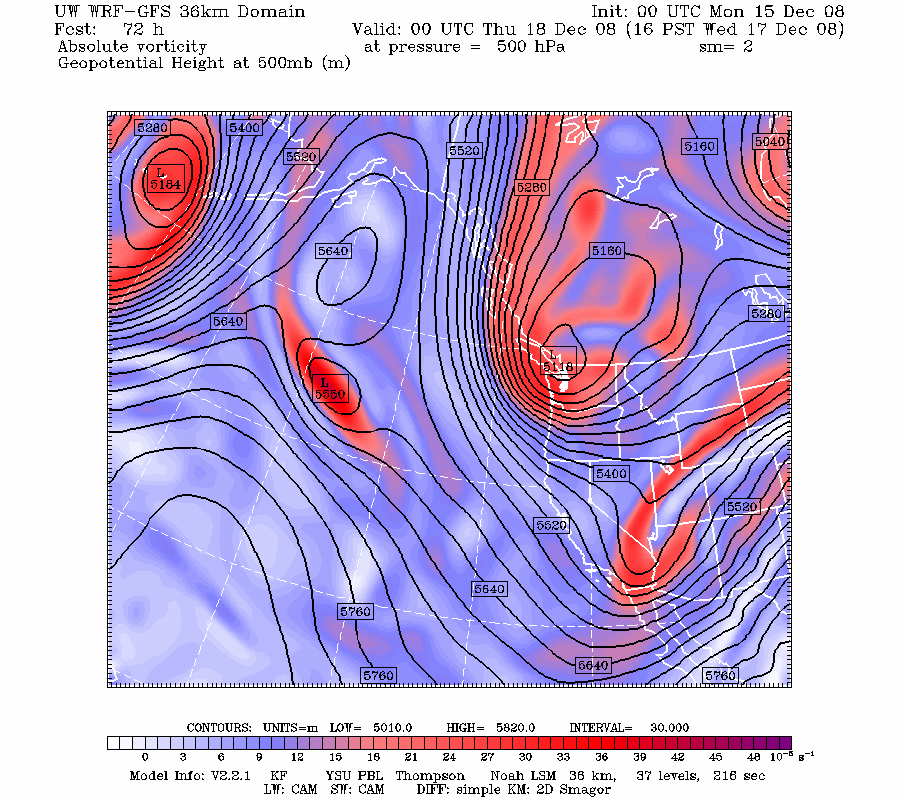 UW WRF-GFS 36km Domain Init: 00 UTC Mon 15 Dec 08
Fcst: 72 h Valid: 00 UTC Thu 18 Dec 08 (16 PST Wed 17 Dec 08)
Absolute vorticity at pressure = 500 hPa sm= 2
Geopotential Height at 500mb (m)
5280 5400 5520 5520 5160 5040
L
5184 5280
5640 5160
5640 5280
L
5118
L
5550
5400
5520 5520
5640
5760
5640
5760 5760
CONTOURS: UNITS=m LOW= 5010.0 HIGH= 5820.0 INTERVAL= 30.000
0 3 6 9 12 15 18 21 24 27 30 33 36 39 42 45 48 10⁻⁵ s⁻¹
Model Info: V2.2.1 KF YSU PBL Thompson Noah LSM 36 km, 37 levels, 216 sec
LW: CAM SW: CAM DIFF: simple KM: 2D Smagor